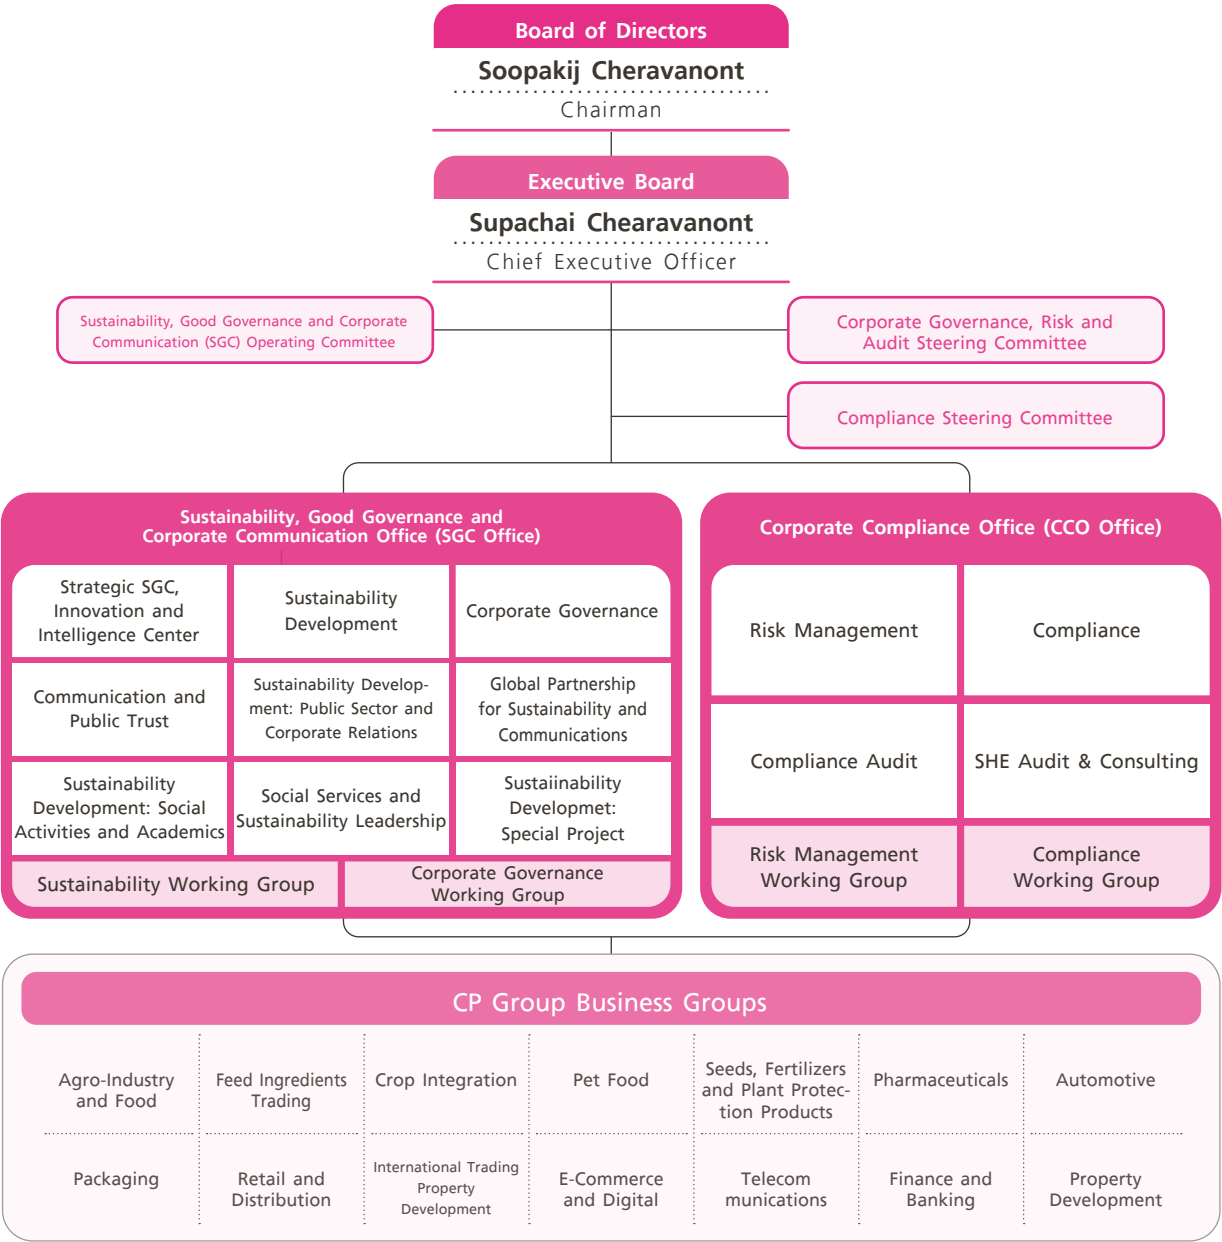 Board of Directors
Soopakij Cheravanont
Chairman
Executive Board
Supachai Chearavanont
Chief Executive Officer
Sustainability, Good Governance and Corporate
Communication (SGC) Operating Committee
Corporate Governance, Risk and
Audit Steering Committee
Compliance Steering Committee
Sustainability, Good Governance and
Corporate Communication Office (SGC Office)
Strategic SGC,
Innovation and
Intelligence Center
Sustainability
Development
Corporate Governance
Communication and
Public Trust
Sustainability Develop-
ment: Public Sector and
Corporate Relations
Global Partnership
for Sustainability and
Communications
Sustainability
Development: Social
Activities and Academics
Social Services and
Sustainability Leadership
Sustaiinability
Developmet:
Special Project
Sustainability Working Group
Corporate Governance
Working Group
Corporate Compliance Office (CCO Office)
Risk Management
Compliance
Compliance Audit
SHE Audit & Consulting
Risk Management
Working Group
Compliance
Working Group
CP Group Business Groups
Agro-Industry
and Food
Feed Ingredients
Trading
Crop Integration
Pet Food
Seeds, Fertilizers
and Plant Protec-
tion Products
Pharmaceuticals
Automotive
Packaging
Retail and
Distribution
International Trading
Property
Development
E-Commerce
and Digital
Telecom
munications
Finance and
Banking
Property
Development